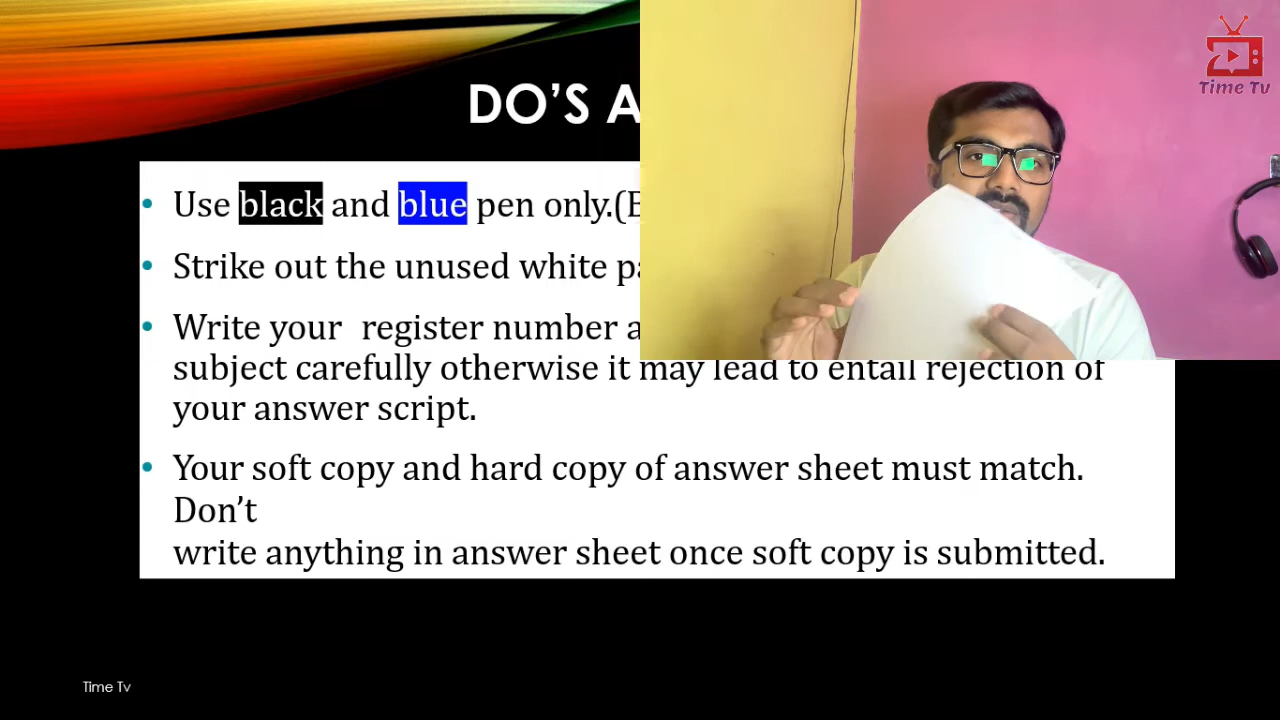 Time Tv
DO'S A
Use black and blue pen only.(E
Strike out the unused white
Write your register number
subject carefully otherwise it may lead to entail rejection of
your answer script.
Your soft copy and hard copy of answer sheet must match.
Don't
write anything in answer sheet once soft copy is submitted.
Time Tv